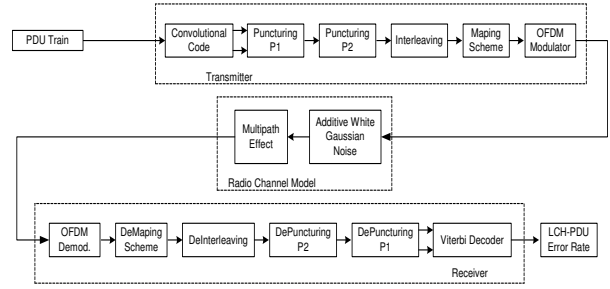 PDU Train
Convolutional
Code
Puncturing
P1
Puncturing
P2
Interleaving
Maping
Scheme
OFDM
Modulator
Transmitter
Multipath
Effect
Additive White
Gaussian
Noise
Radio Channel Model
OFDM
Demod.
DeMaping
Scheme
DeInterleaving
DePuncturing
P2
DePuncturing
P1
Viterbi Decoder
LCH-PDU
Error Rate
Receiver